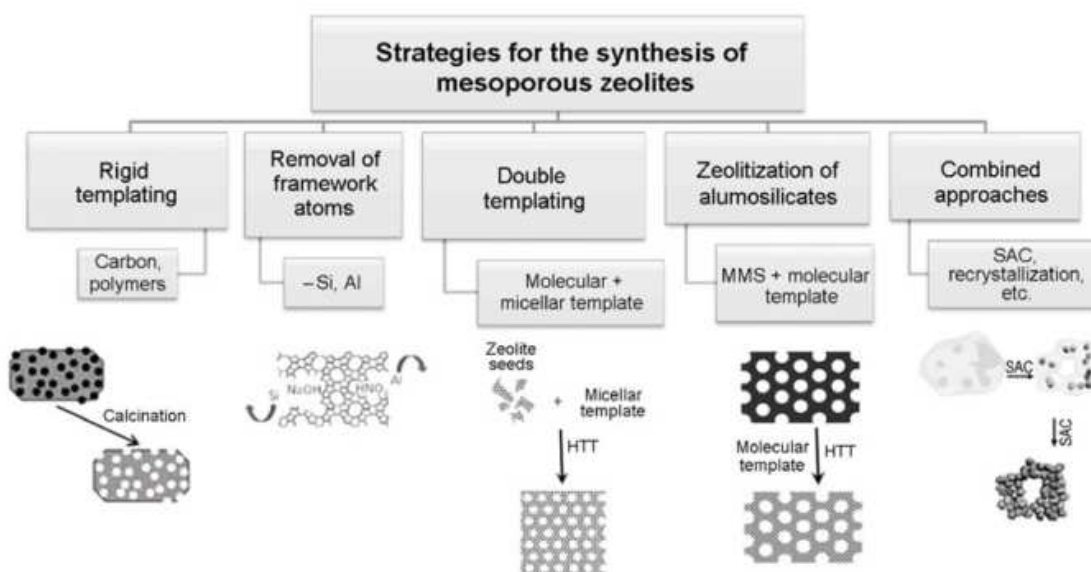 Strategies for the synthesis of
mesoporous zeolites
Rigid
templating
Removal of
framework
atoms
Double
templating
Zeolitization of
alumosilicates
Combined
approaches
Carbon,
polymers
–Si, Al
Molecular +
micellar template
MMS + molecular
template
SAC,
recrystallization,
etc.
Calcination
NaOH
HNO
Al
Si
Zeolite
seeds
+
Micellar
template
HTT
Molecular
template
HTT
SAC
SAC